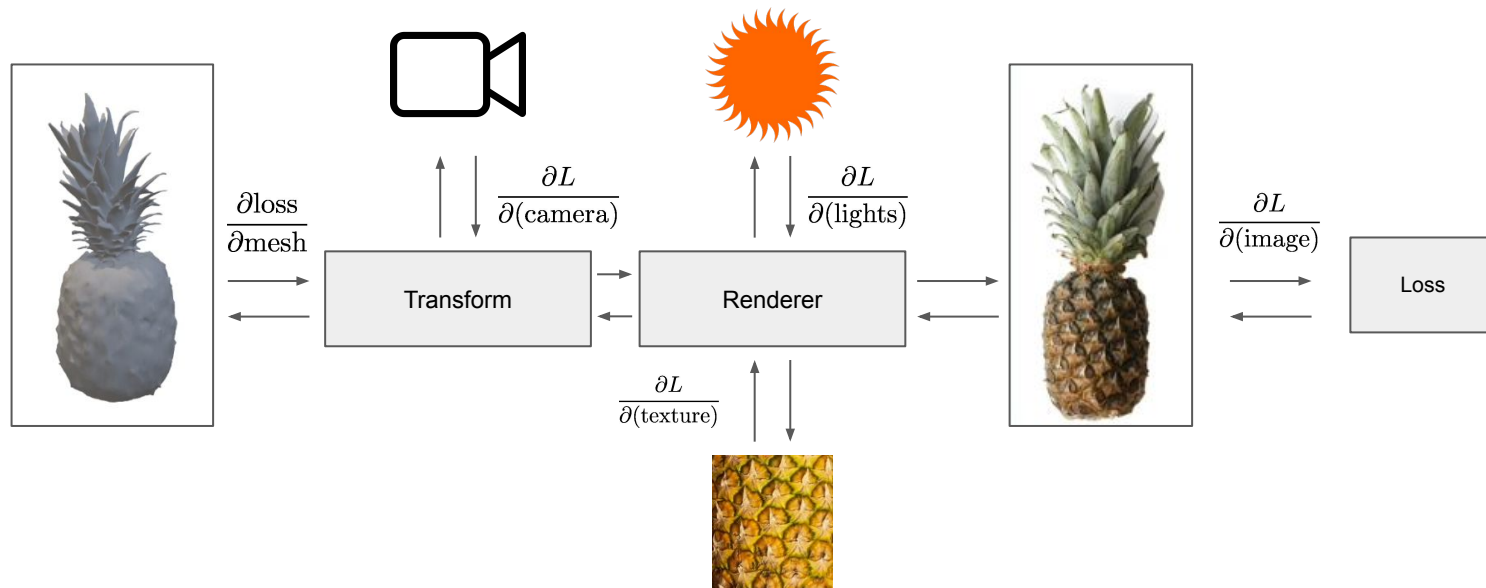 ∂loss
∂mesh
∂L
∂(camera)
∂L
∂(lights)
∂L
∂(image)
Transform
Renderer
Loss
∂L
∂(texture)